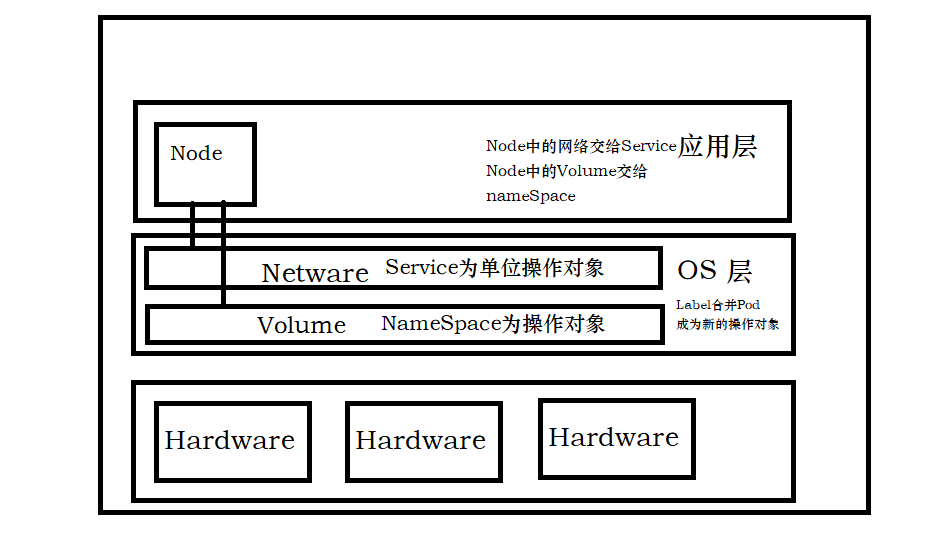 Node
Node中的网络交给Service应用层
Node中的Volume交给
nameSpace
Netware Service为单位操作对象
OS 层
Volume NameSpace为操作对象
Label合并Pod
成为新的操作对象
Hardware Hardware Hardware